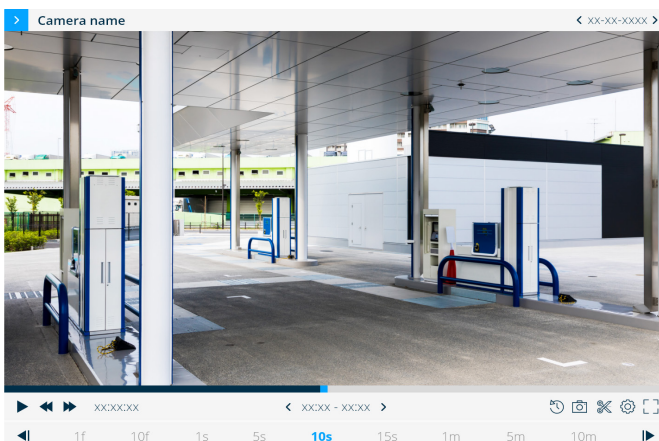 Camera name
xx-xx-xxxx
xx:xx:xx
xx:xx - xx:xx
1f 10f 1s 5s 10s 15s 1m 5m 10m